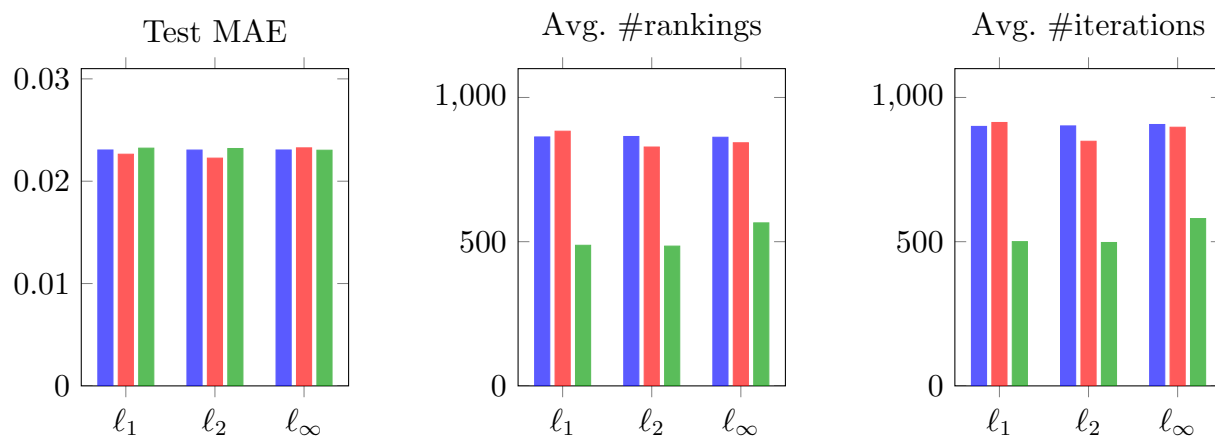 Test MAE
0.03
0.02
0.01
0
ℓ₁ ℓ₂ ℓ∞
Avg. #rankings
1,000
500
0
ℓ₁ ℓ₂ ℓ∞
Avg. #iterations
1,000
500
0
ℓ₁ ℓ₂ ℓ∞